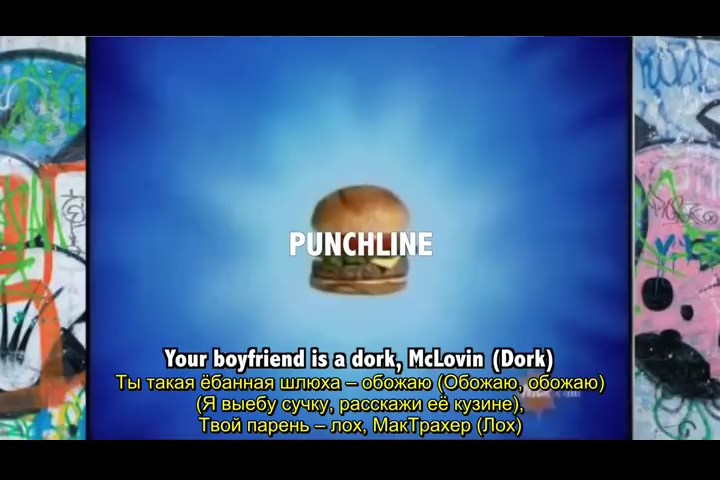 PUNCHLINE
Your boyfriend is a dork, McLovin (Dork)
Ты такая ёбанная шлюха – обожаю (Обожаю, обожаю)
(Я выебу сучку, расскажи её кузине),
Твой парень – лох, МакТрахер (Лох)